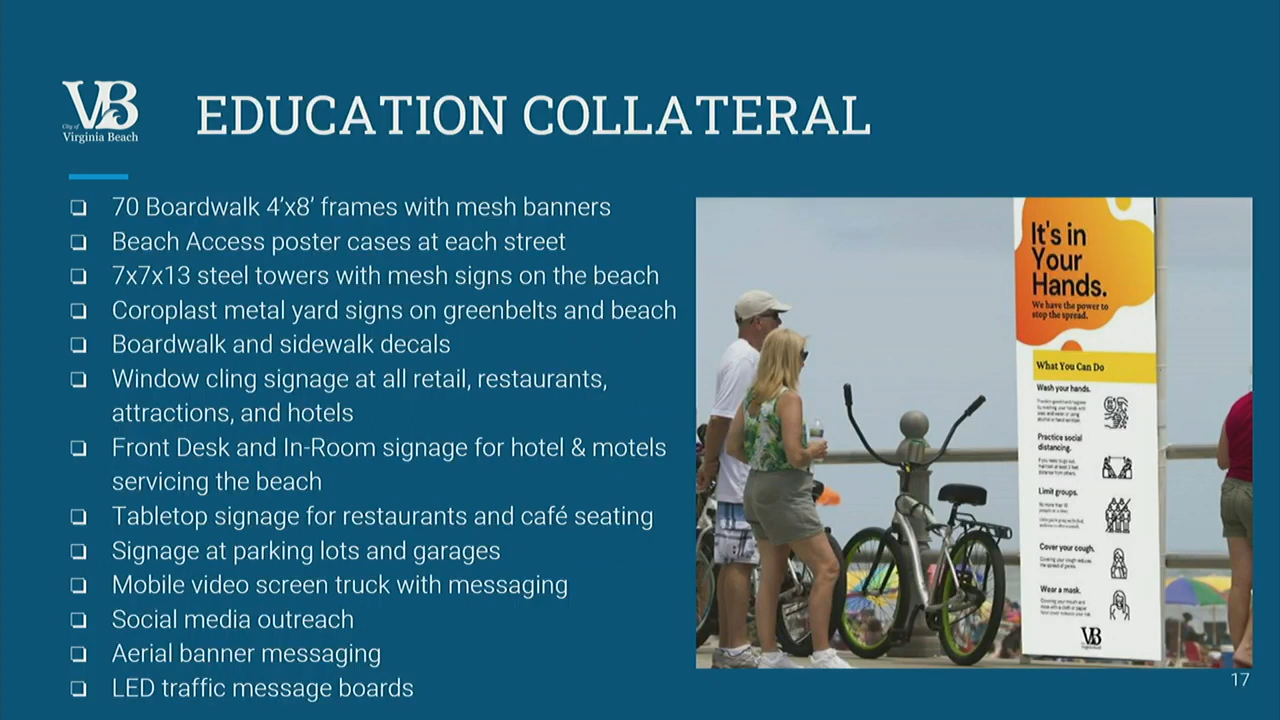 City of
Virginia Beach
VB
EDUCATION COLLATERAL
❏ 70 Boardwalk 4’x8’ frames with mesh banners
❏ Beach Access poster cases at each street
❏ 7x7x13 steel towers with mesh signs on the beach
❏ Coroplast metal yard signs on greenbelts and beach
❏ Boardwalk and sidewalk decals
❏ Window cling signage at all retail, restaurants,
attractions, and hotels
❏ Front Desk and In-Room signage for hotel & motels
servicing the beach
❏ Tabletop signage for restaurants and café seating
❏ Signage at parking lots and garages
❏ Mobile video screen truck with messaging
❏ Social media outreach
❏ Aerial banner messaging
❏ LED traffic message boards
It's in
Your
Hands.
We have the power to
stop the spread.
What You Can Do
Wash your hands.
Practice social
distancing.
Limit groups.
Cover your cough.
Wear a mask.
VB
17